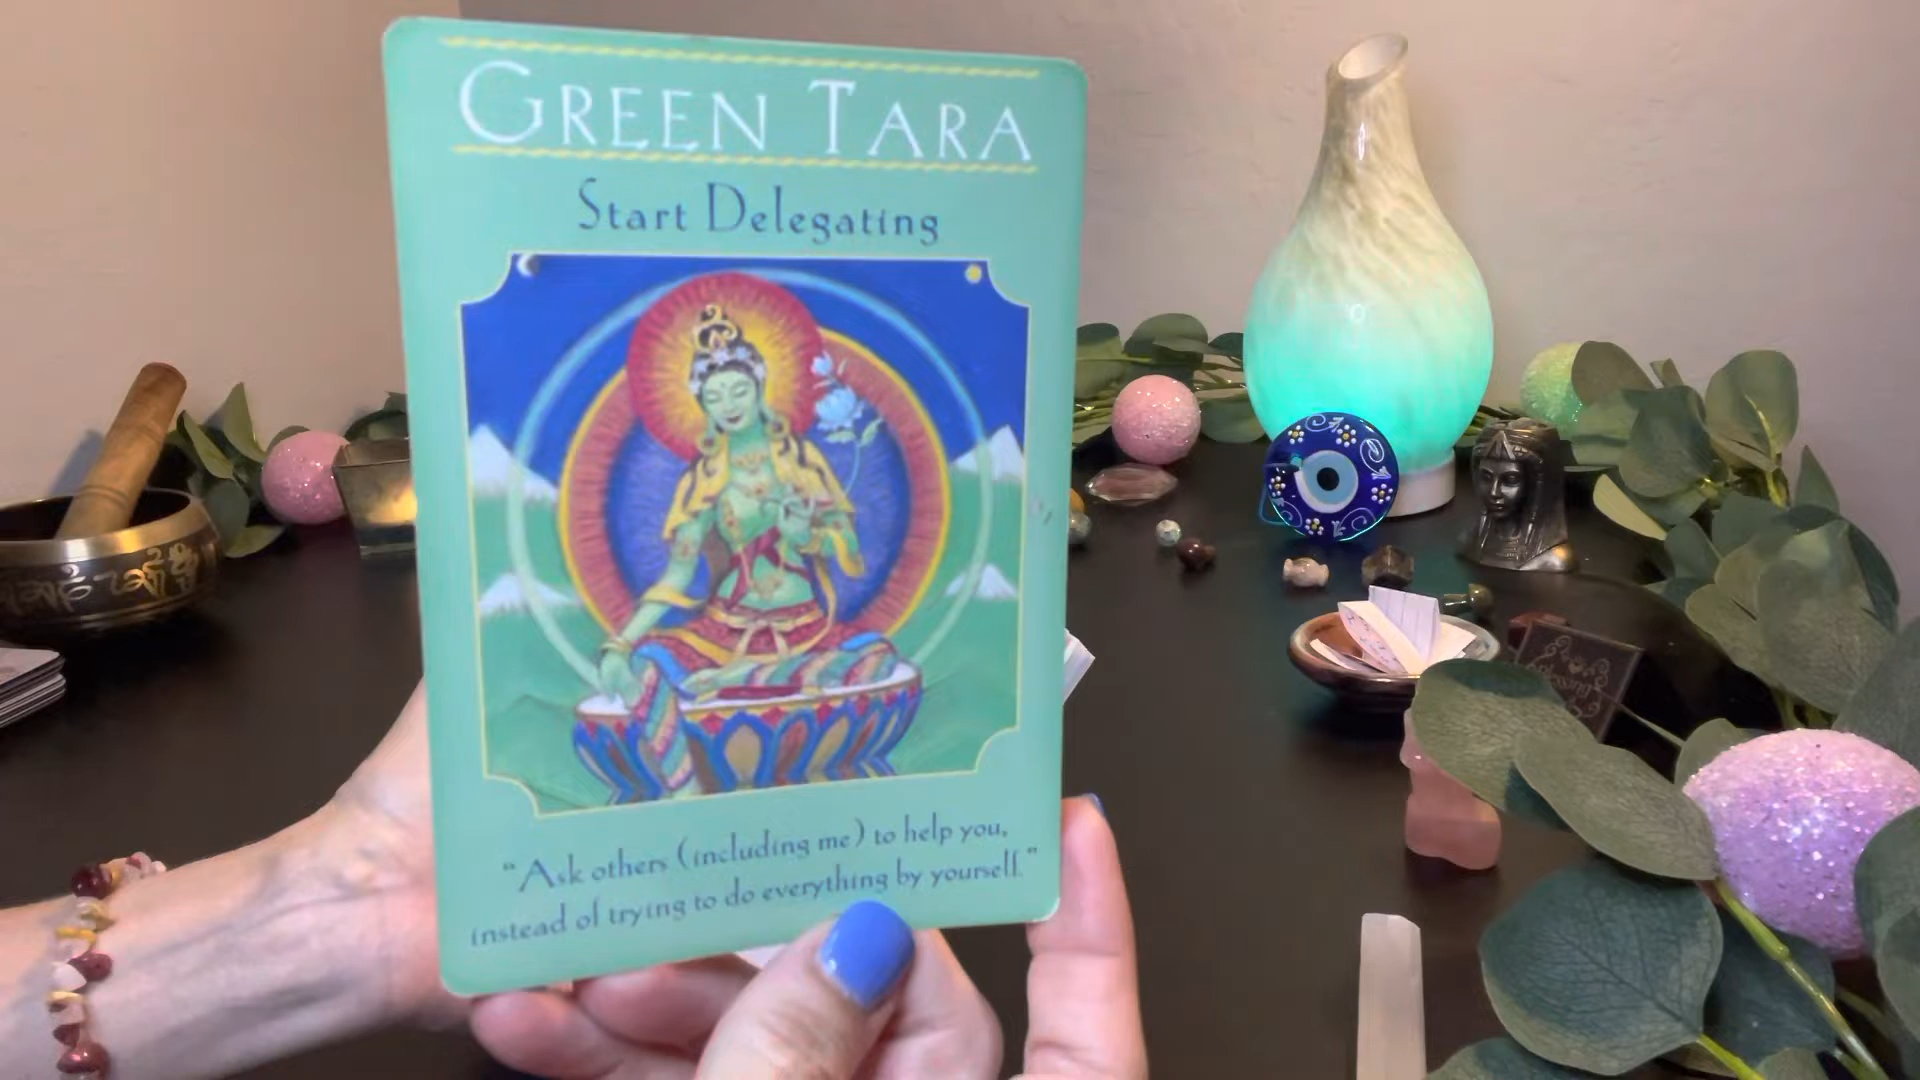 GREEN TARA
Start Delegating
"Ask others (including me) to help you,
instead of trying to do everything by yourself."